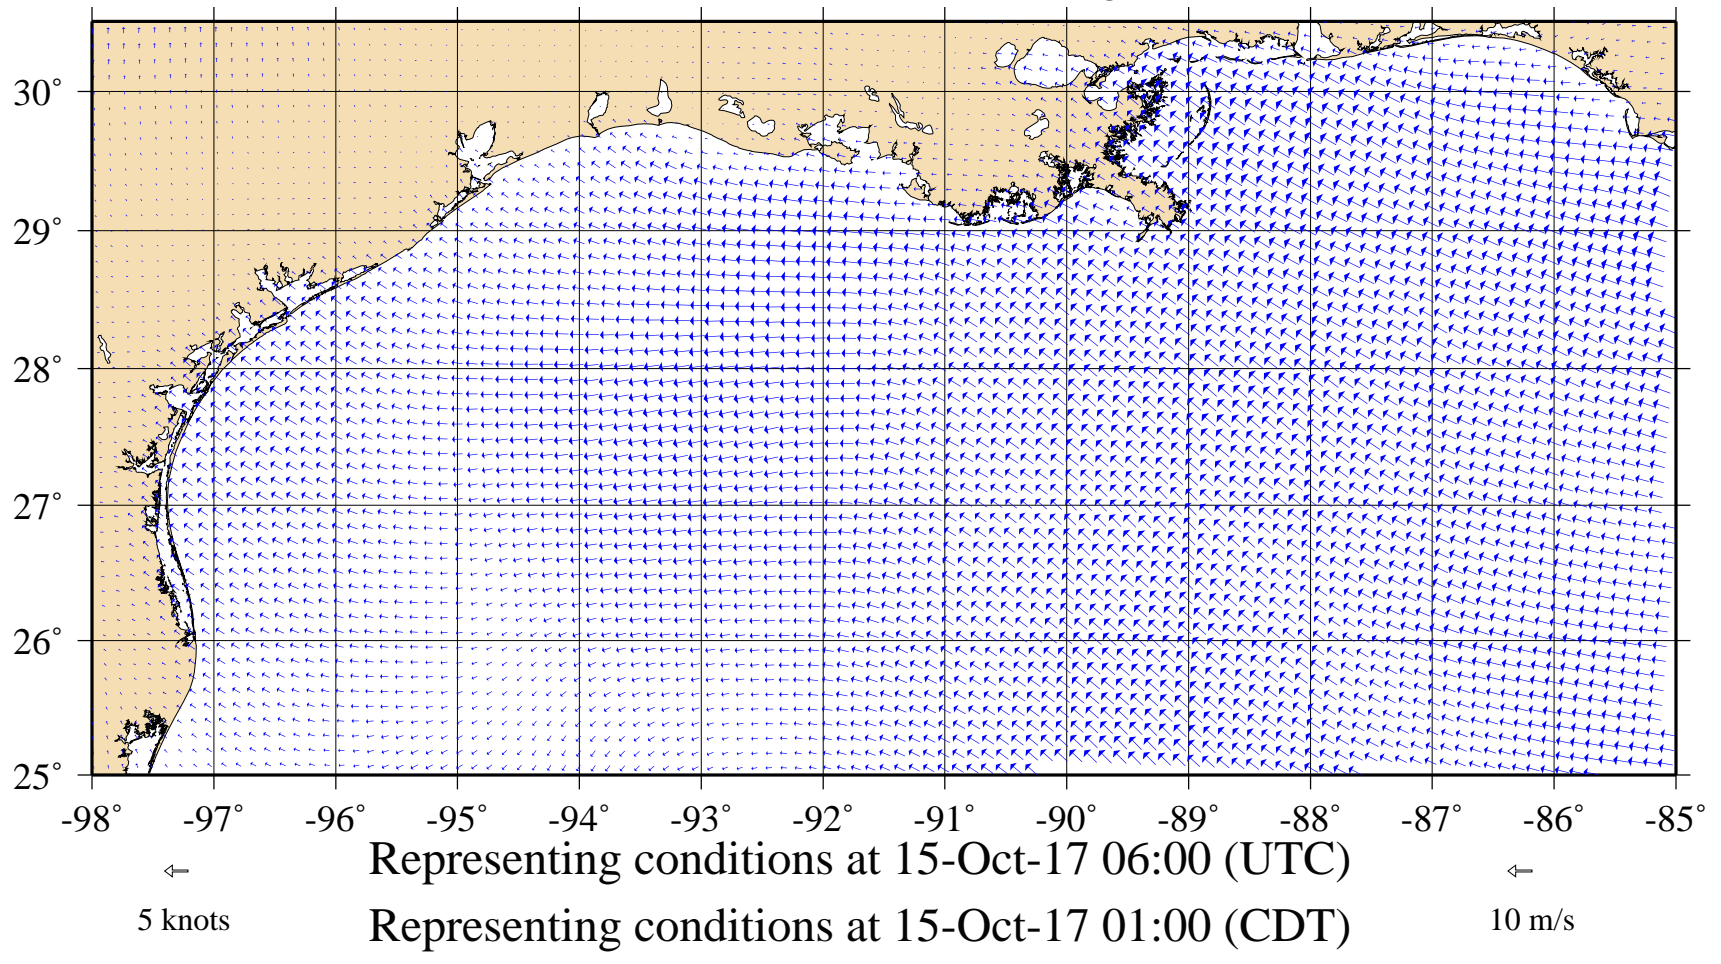 30°
29°
28°
27°
26°
25°
-98° -97° -96° -95° -94° -93° -92° -91° -90° -89° -88° -87° -86° -85°
Representing conditions at 15-Oct-17 06:00 (UTC)
5 knots
10 m/s
Representing conditions at 15-Oct-17 01:00 (CDT)